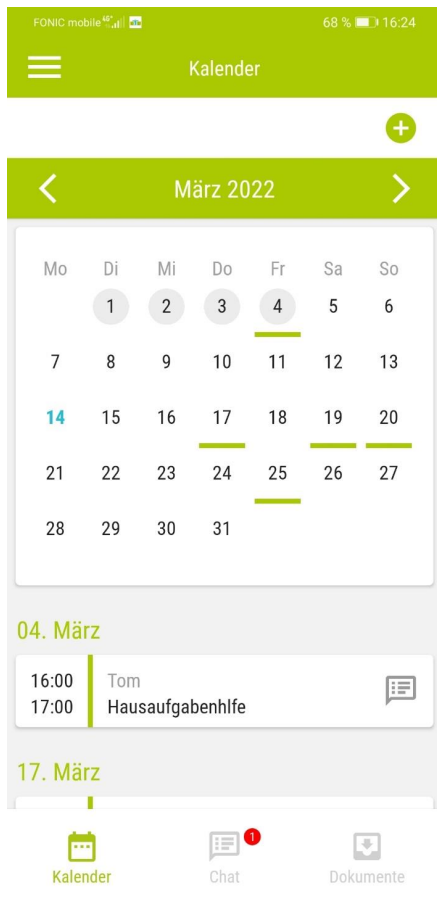 FONIC mobile 4G 68 % 16:24
Kalender
März 2022
Mo Di Mi Do Fr Sa So
1 2 3 4 5 6
7 8 9 10 11 12 13
14 15 16 17 18 19 20
21 22 23 24 25 26 27
28 29 30 31
04. März
16:00 Tom
17:00 Hausaufgabenhlfe
17. März
1
Kalender Chat Dokumente